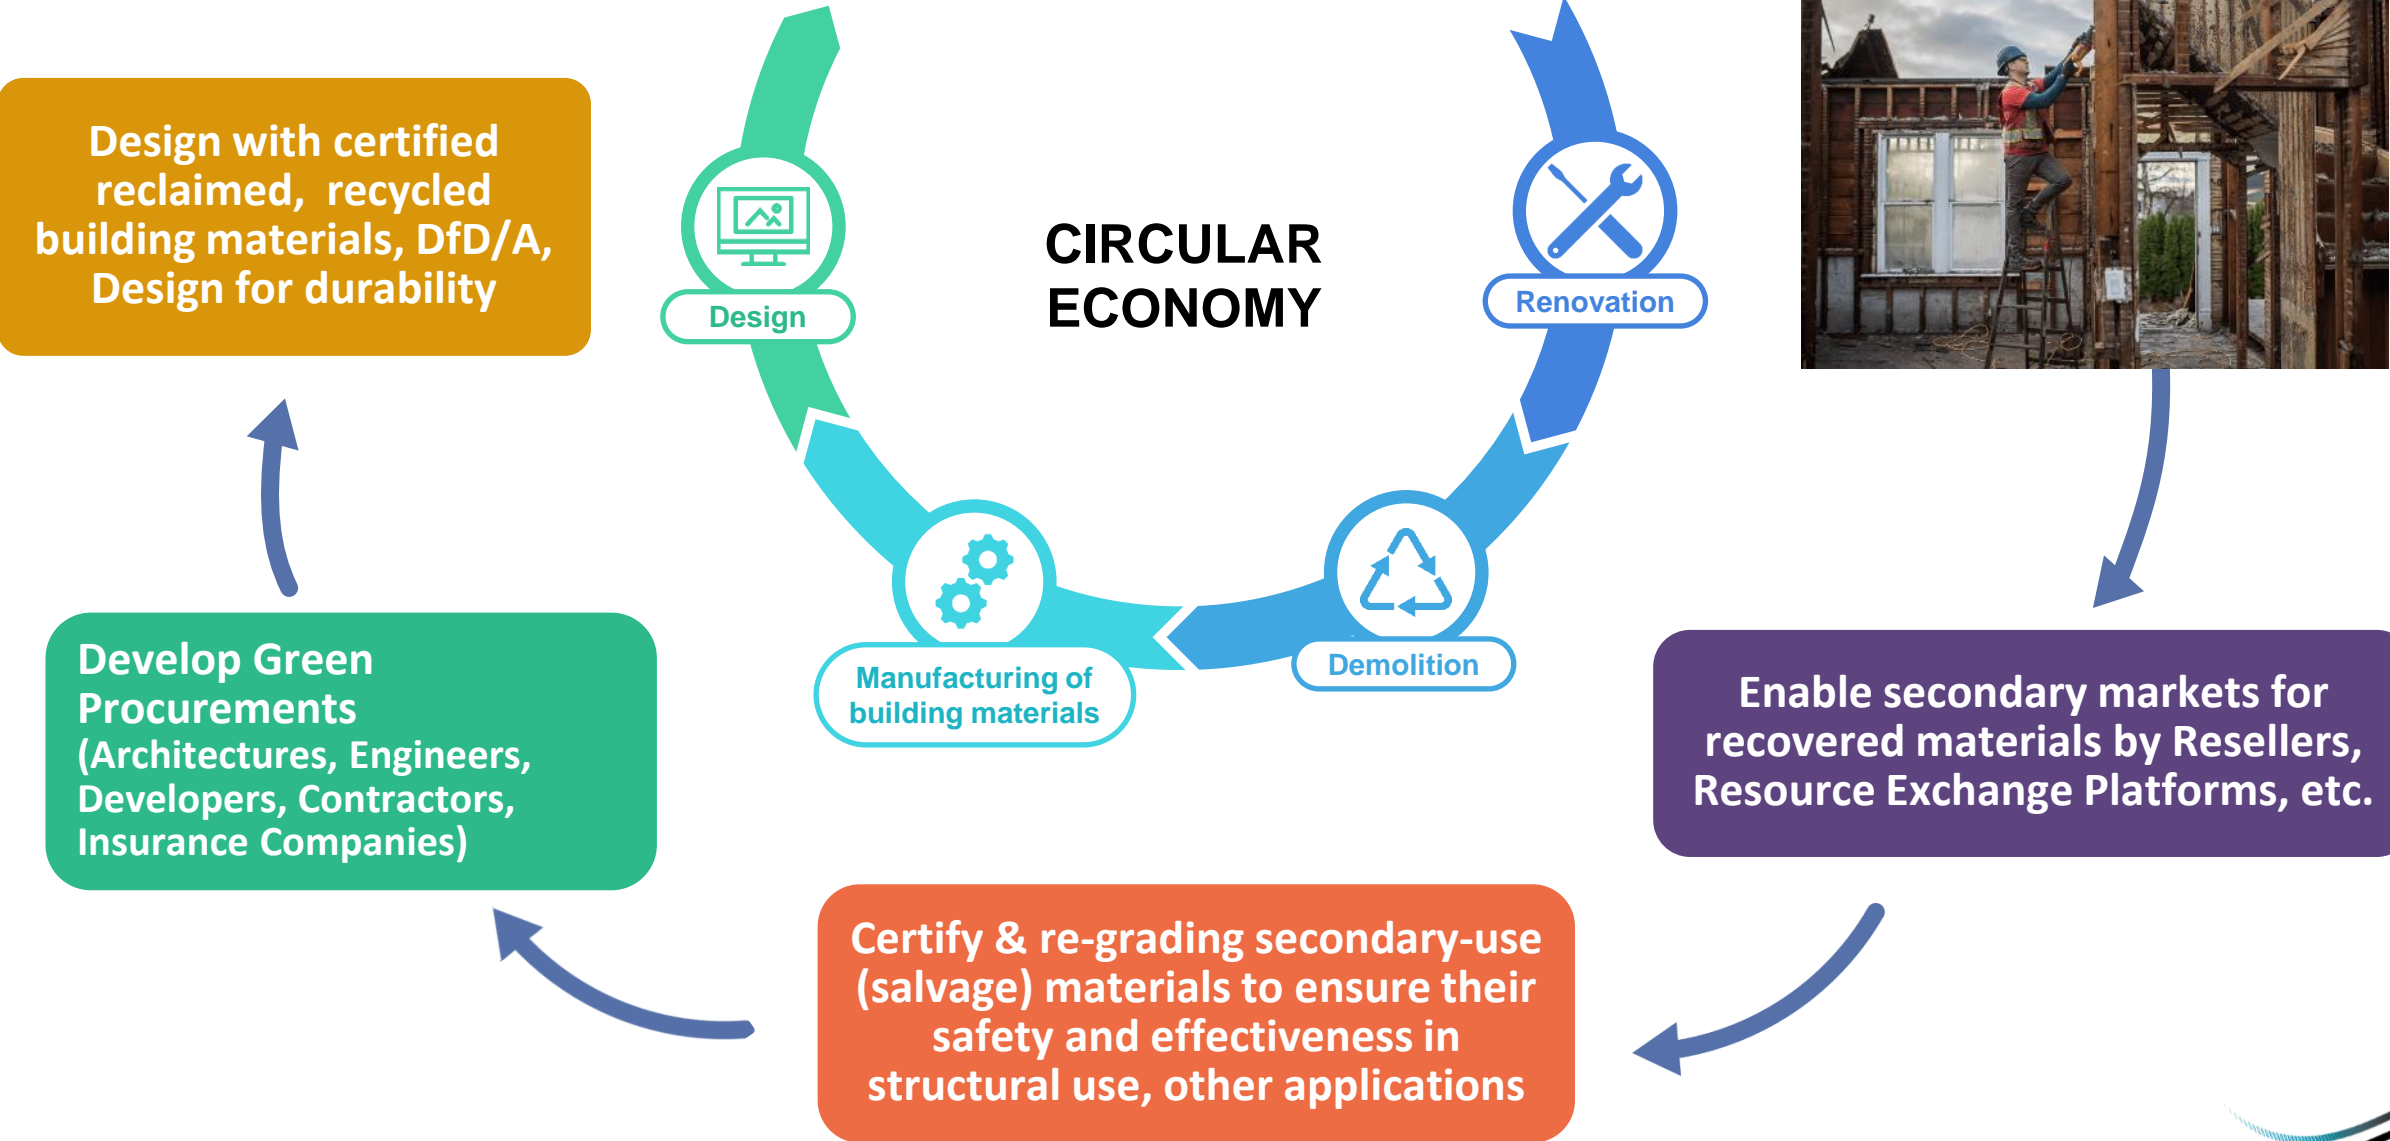 Design with certified
reclaimed, recycled
building materials, DfD/A,
Design for durability
CIRCULAR
ECONOMY
Design
Renovation
Manufacturing of
building materials
Demolition
Develop Green
Procurements
(Architectures, Engineers,
Developers, Contractors,
Insurance Companies)
Enable secondary markets for
recovered materials by Resellers,
Resource Exchange Platforms, etc.
Certify & re-grading secondary-use
(salvage) materials to ensure their
safety and effectiveness in
structural use, other applications